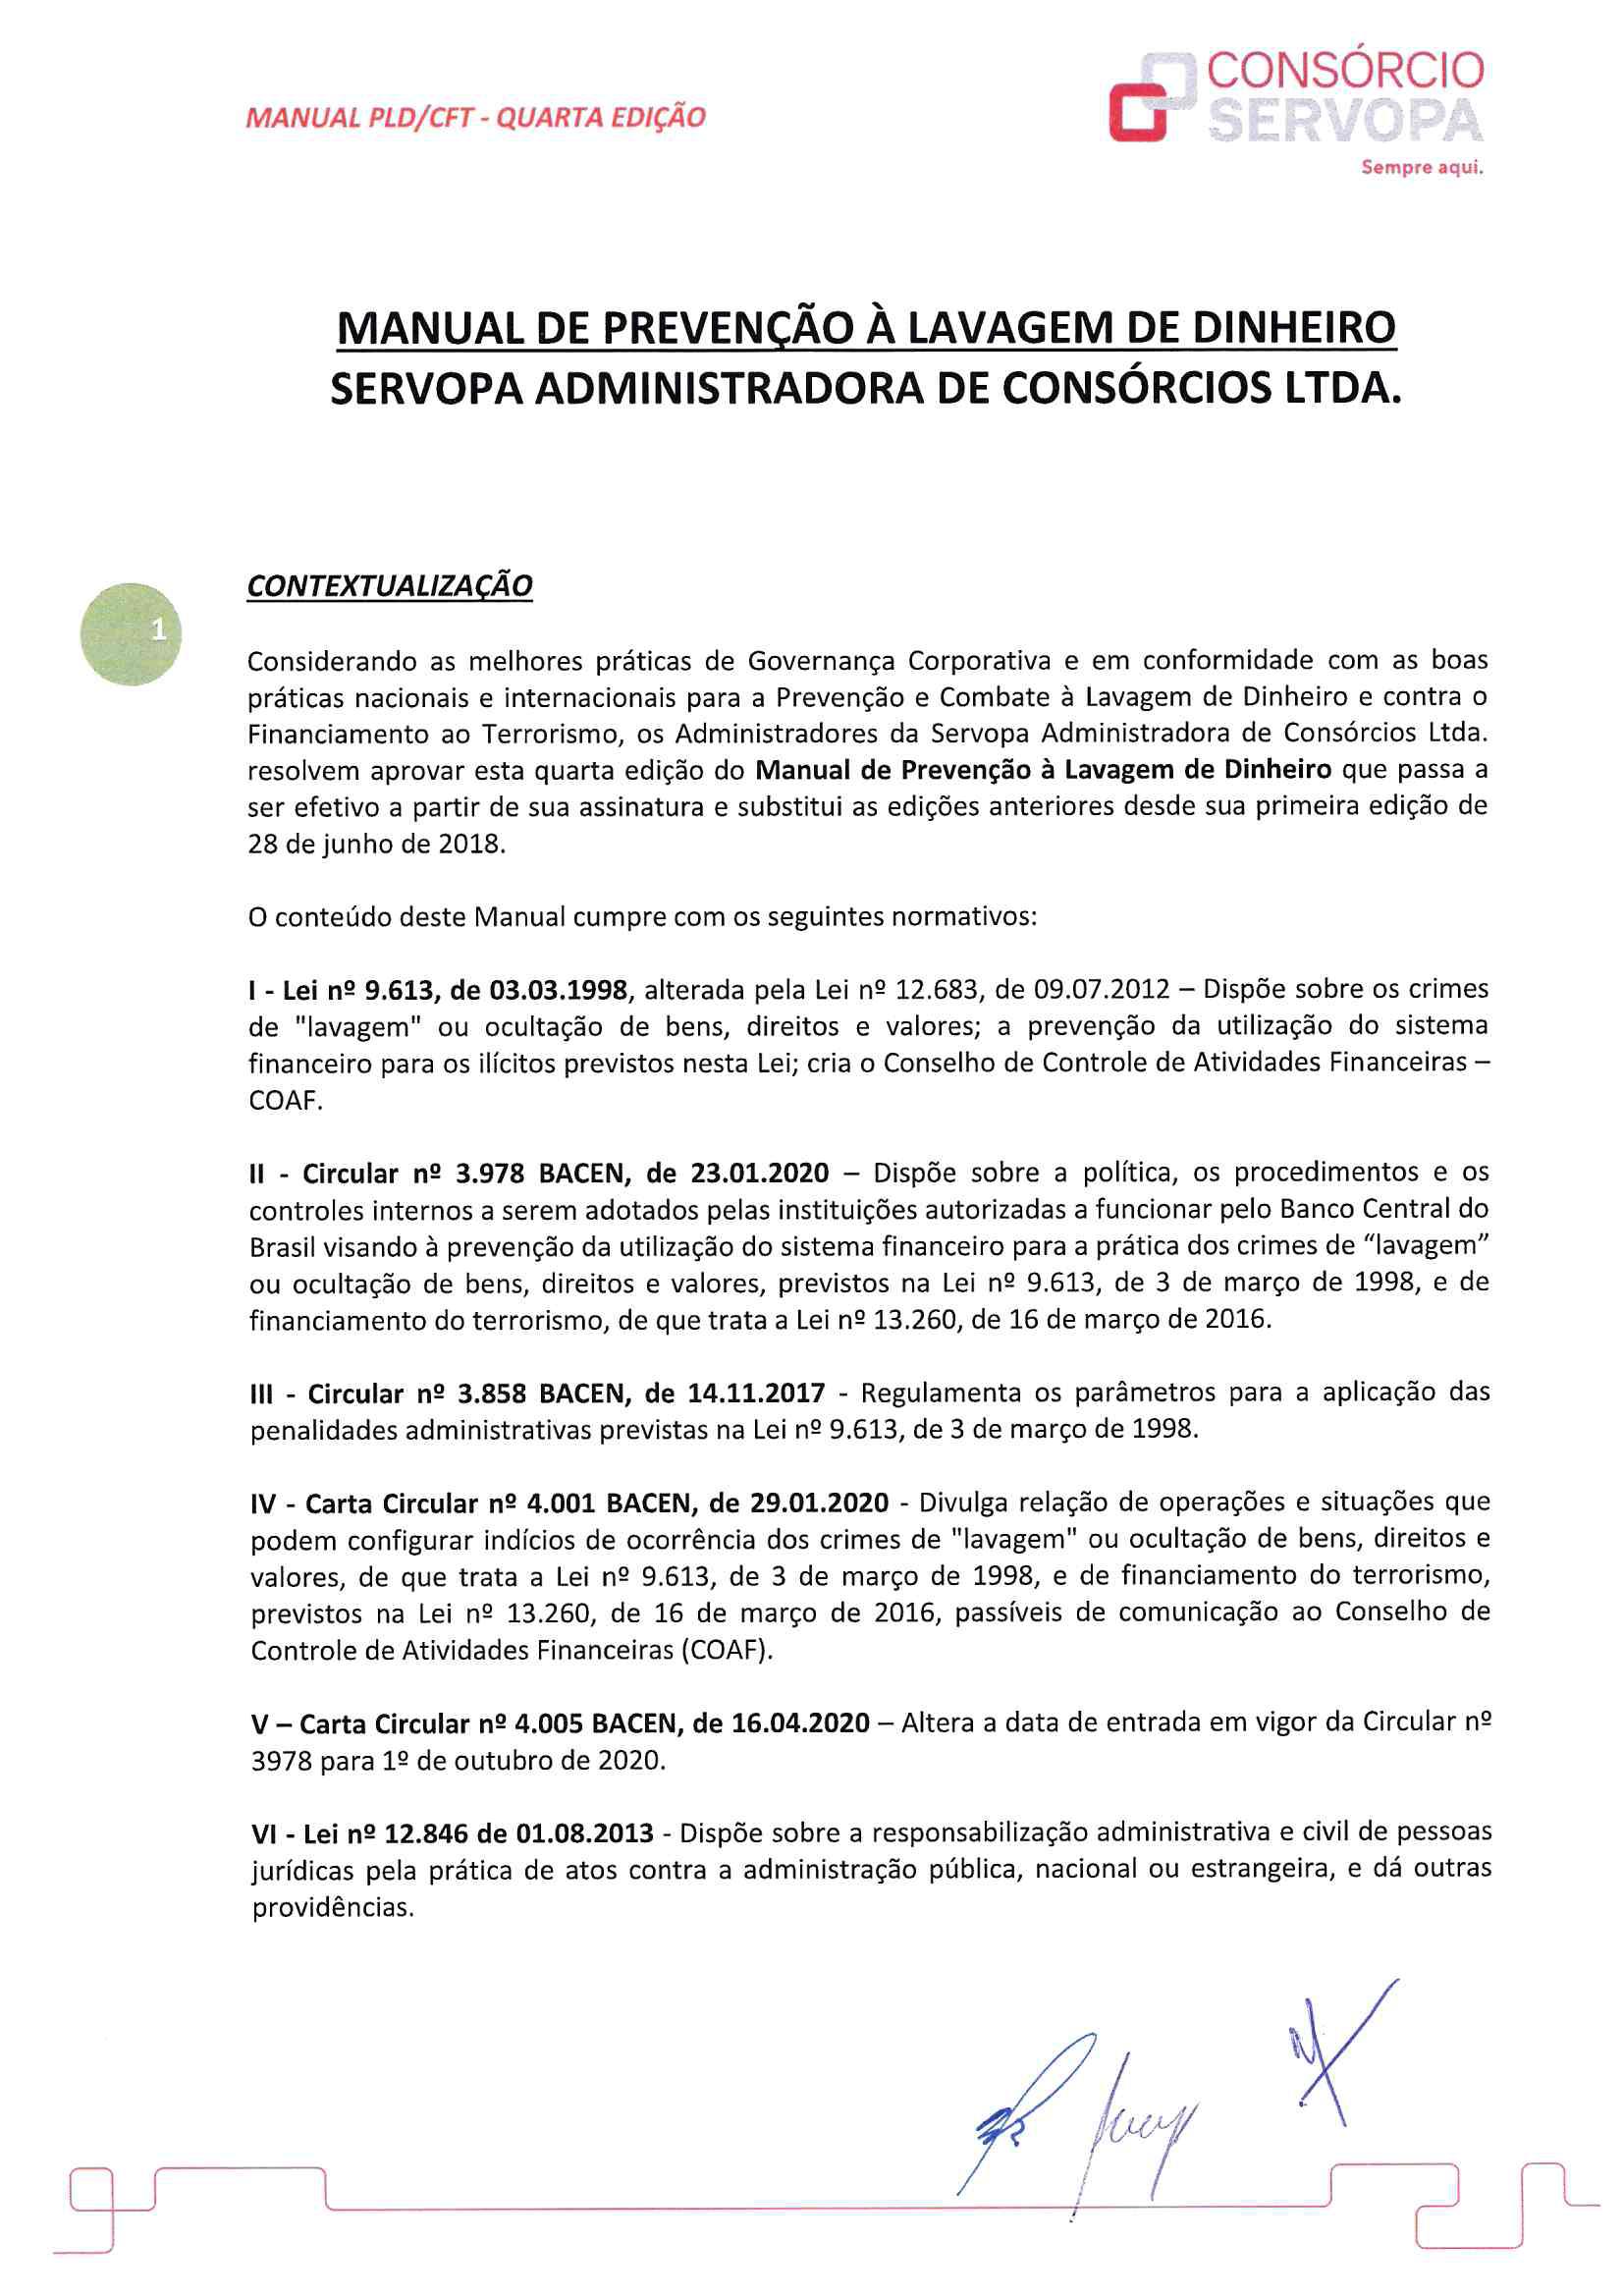 MANUAL PLD/CFT - QUARTA EDIÇÃO
CONSÓRCIO
SERVOPA
Sempre aqui.
MANUAL DE PREVENÇÃO À LAVAGEM DE DINHEIRO
SERVOPA ADMINISTRADORA DE CONSÓRCIOS LTDA.
CONTEXTUALIZAÇÃO
1
Considerando as melhores práticas de Governança Corporativa e em conformidade com as boas
práticas nacionais e internacionais para a Prevenção e Combate à Lavagem de Dinheiro e contra o
Financiamento ao Terrorismo, os Administradores da Servopa Administradora de Consórcios Ltda.
resolvem aprovar esta quarta edição do Manual de Prevenção à Lavagem de Dinheiro que passa a
ser efetivo a partir de sua assinatura e substitui as edições anteriores desde sua primeira edição de
28 de junho de 2018.
O conteúdo deste Manual cumpre com os seguintes normativos:
I - Lei nº 9.613, de 03.03.1998, alterada pela Lei nº 12.683, de 09.07.2012 – Dispõe sobre os crimes
de "lavagem" ou ocultação de bens, direitos e valores; a prevenção da utilização do sistema
financeiro para os ilícitos previstos nesta Lei; cria o Conselho de Controle de Atividades Financeiras –
COAF.
II - Circular nº 3.978 BACEN, de 23.01.2020 – Dispõe sobre a política, os procedimentos e os
controles internos a serem adotados pelas instituições autorizadas a funcionar pelo Banco Central do
Brasil visando à prevenção da utilização do sistema financeiro para a prática dos crimes de “lavagem”
ou ocultação de bens, direitos e valores, previstos na Lei nº 9.613, de 3 de março de 1998, e de
financiamento do terrorismo, de que trata a Lei nº 13.260, de 16 de março de 2016.
III - Circular nº 3.858 BACEN, de 14.11.2017 - Regulamenta os parâmetros para a aplicação das
penalidades administrativas previstas na Lei nº 9.613, de 3 de março de 1998.
IV - Carta Circular nº 4.001 BACEN, de 29.01.2020 - Divulga relação de operações e situações que
podem configurar indícios de ocorrência dos crimes de "lavagem" ou ocultação de bens, direitos e
valores, de que trata a Lei nº 9.613, de 3 de março de 1998, e de financiamento do terrorismo,
previstos na Lei nº 13.260, de 16 de março de 2016, passíveis de comunicação ao Conselho de
Controle de Atividades Financeiras (COAF).
V – Carta Circular nº 4.005 BACEN, de 16.04.2020 – Altera a data de entrada em vigor da Circular nº
3978 para 1º de outubro de 2020.
VI - Lei nº 12.846 de 01.08.2013 - Dispõe sobre a responsabilização administrativa e civil de pessoas
jurídicas pela prática de atos contra a administração pública, nacional ou estrangeira, e dá outras
providências.